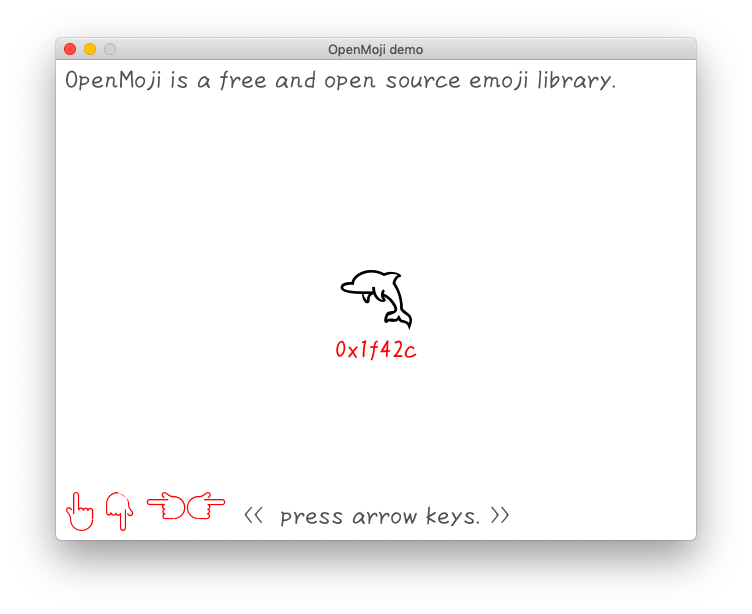 OpenMoji demo
OpenMoji is a free and open source emoji library.
0x1f42c
<< press arrow keys. >>